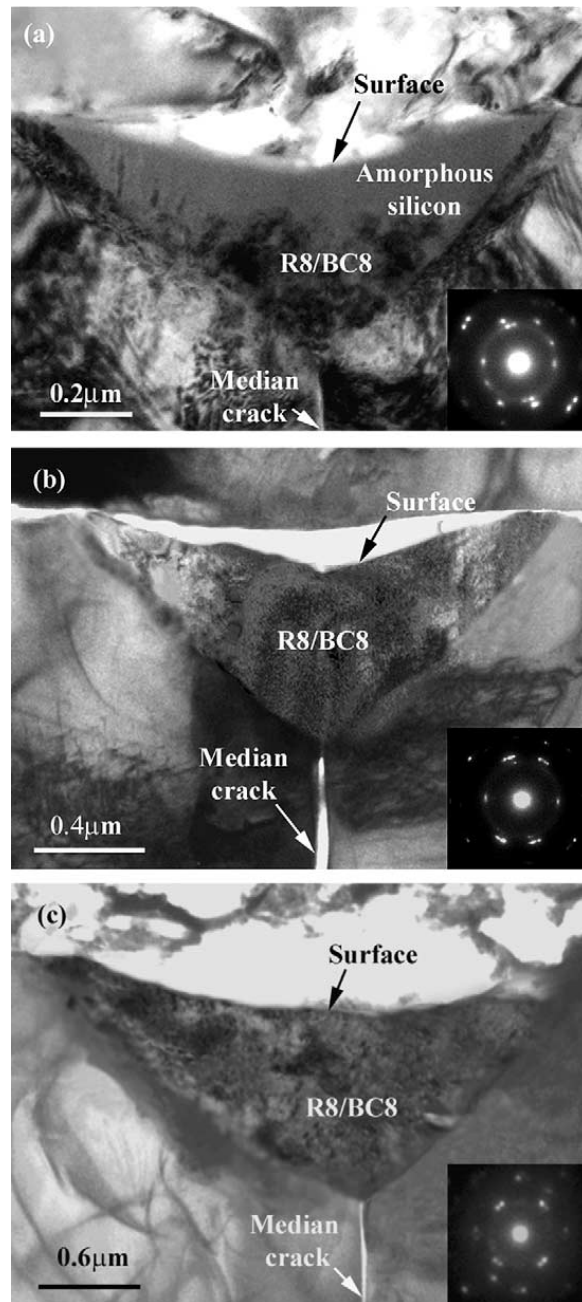 (a)
Surface
Amorphous
silicon
R8/BC8
Median
crack
0.2μm
(b)
Surface
R8/BC8
Median
crack
0.4μm
(c)
Surface
R8/BC8
Median
crack
0.6μm